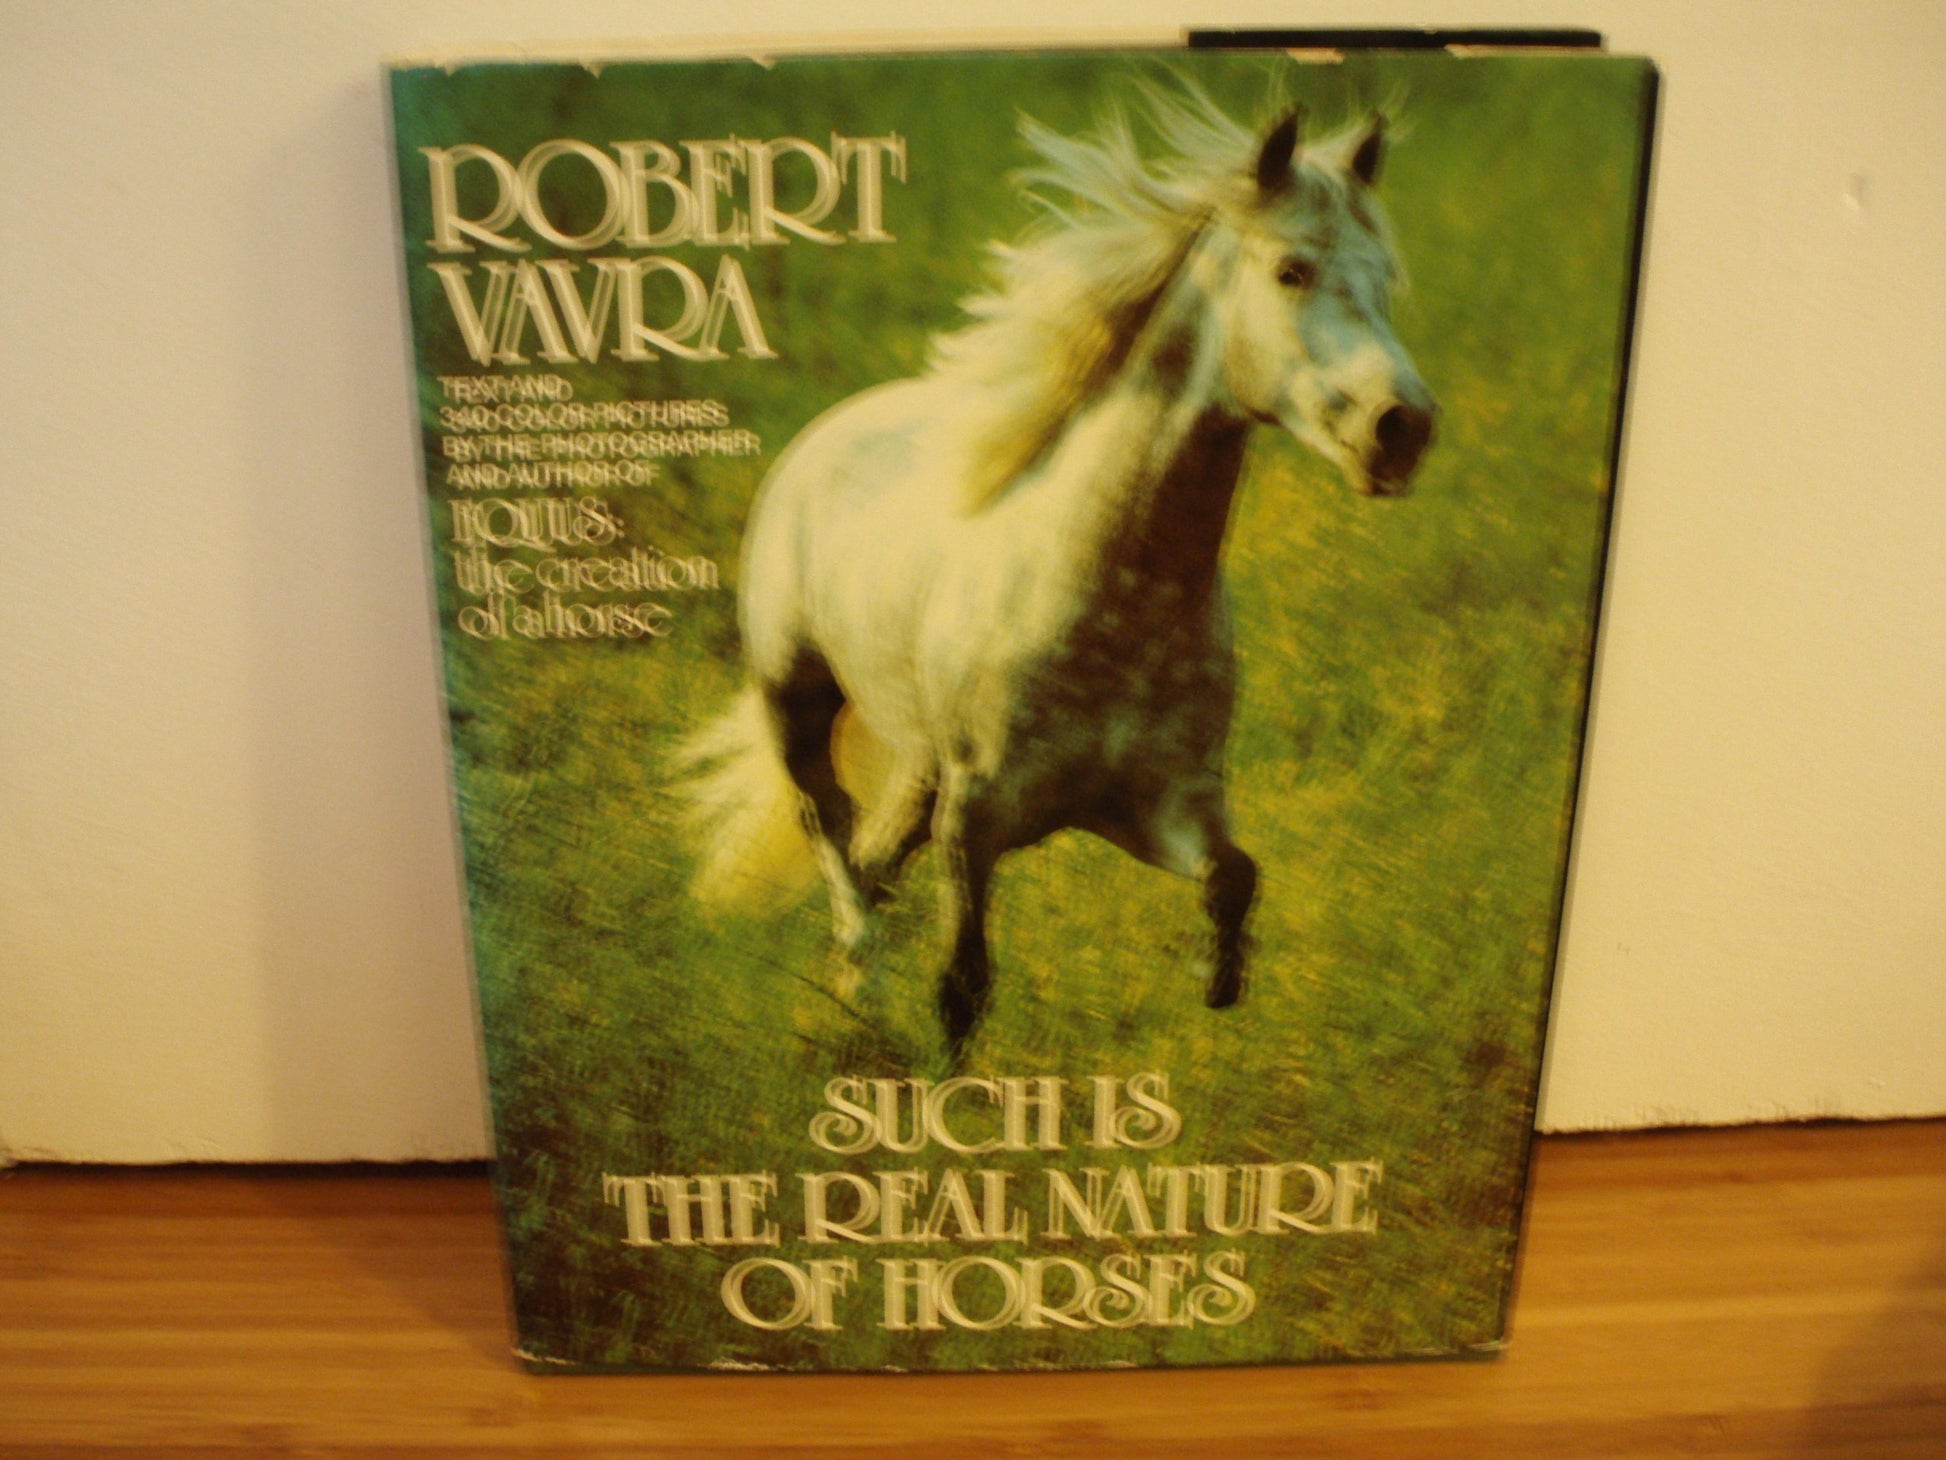 ROBERT
VAVRA
TEXT AND
340 COLOR PICTURES
BY THE PHOTOGRAPHER
AND AUTHOR OF
EQUUS:
the creation
of a horse
SUCH IS
THE REAL NATURE
OF HORSES